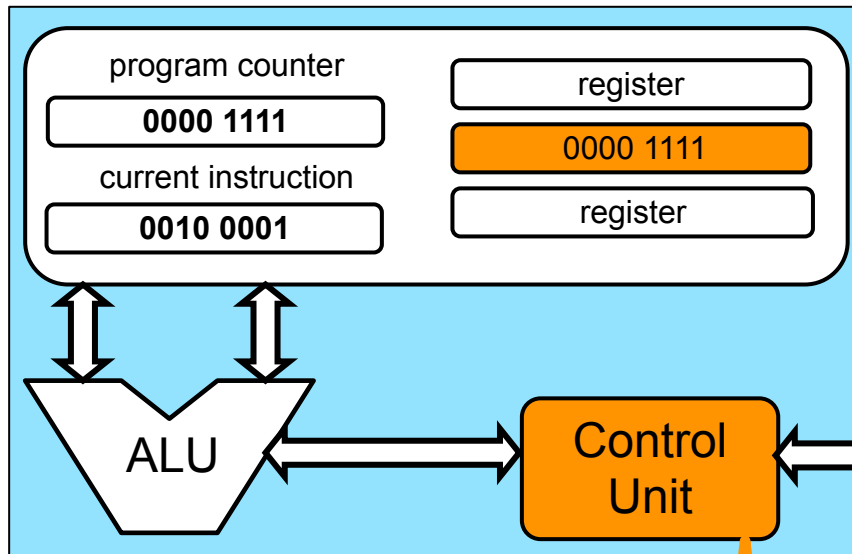 program counter
0000 1111
current instruction
0010 0001
register
0000 1111
register
ALU
Control
Unit